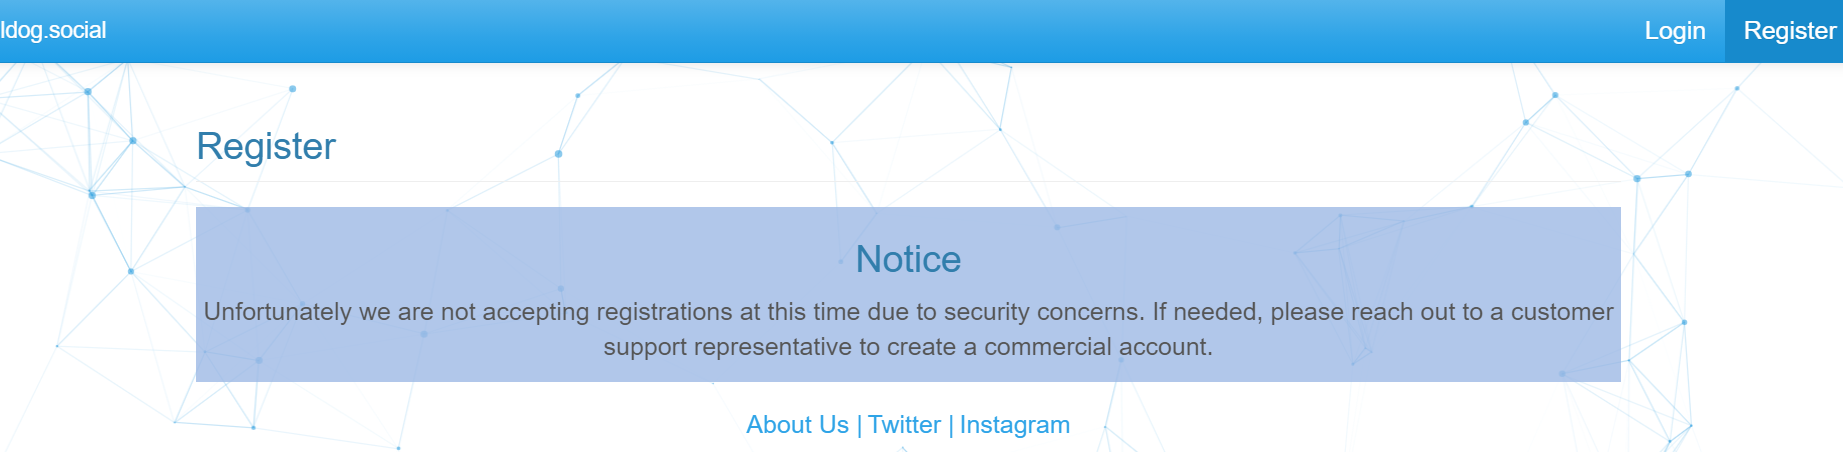 ldog.social
Login
Register
Register
Notice
Unfortunately we are not accepting registrations at this time due to security concerns. If needed, please reach out to a customer
support representative to create a commercial account.
About Us | Twitter | Instagram